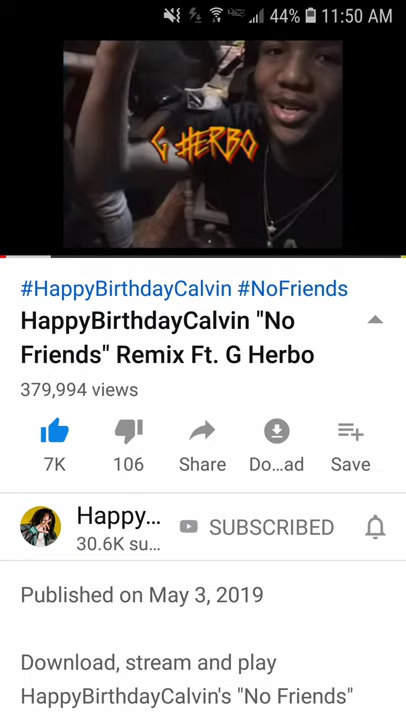 44% 11:50 AM
G HERBO
#HappyBirthdayCalvin #NoFriends
HappyBirthdayCalvin "No
Friends" Remix Ft. G Herbo
379,994 views
7K 106 Share Do...ad Save
Happy...
SUBSCRIBED
30.6K su...
Published on May 3, 2019
Download, stream and play
HappyBirthdayCalvin's "No Friends"